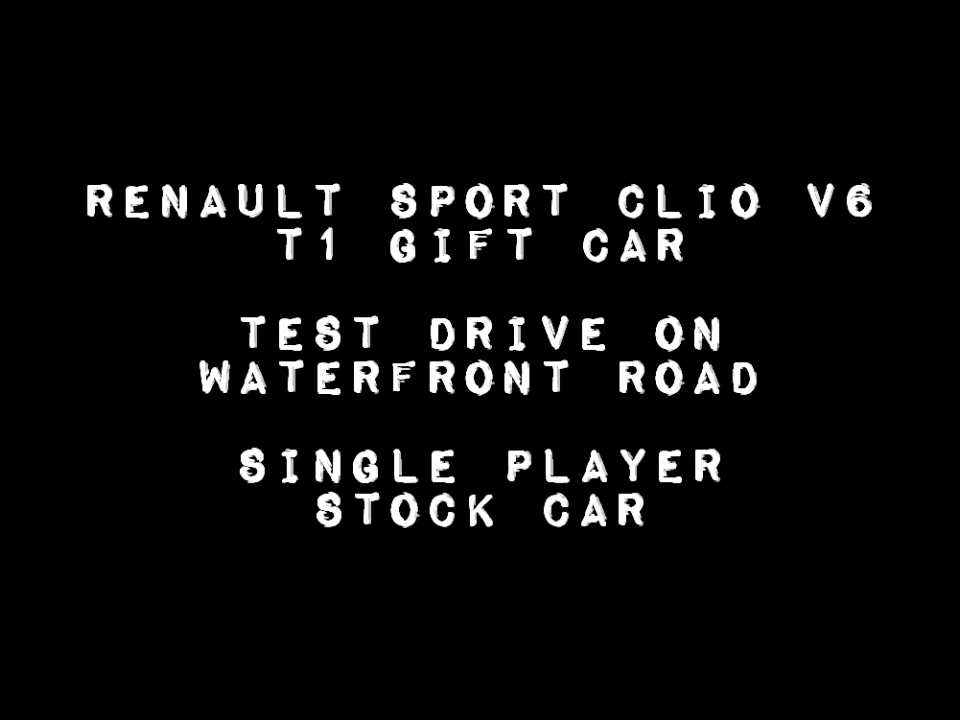 RENAULT SPORT CLIO V6
T1 GIFT CAR
TEST DRIVE ON
WATERFRONT ROAD
SINGLE PLAYER
STOCK CAR